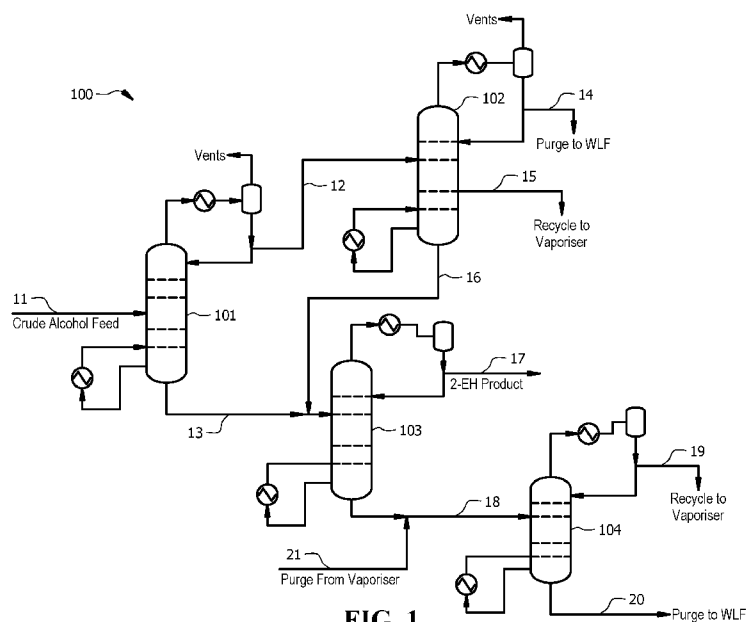 Vents
102
100
14
Purge to WLF
Vents
12
15
Recycle to
Vaporiser
16
11
Crude Alcohol Feed
101
17
2-EH Product
13
103
19
Recycle to
Vaporiser
18
104
21
Purge From Vaporiser
20
Purge to WLF
FIG. 1